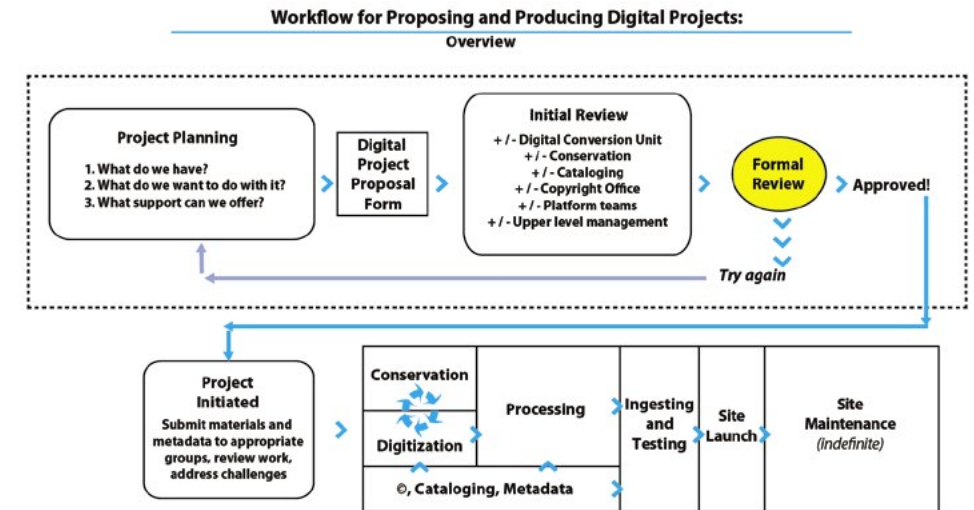 Workflow for Proposing and Producing Digital Projects:
Overview
Project Planning
1. What do we have?
2. What do we want to do with it?
3. What support can we offer?
Digital
Project
Proposal
Form
Initial Review
+ / - Digital Conversion Unit
+ / - Conservation
+ / - Cataloging
+ / - Copyright Office
+ / - Platform teams
+ / - Upper level management
Formal
Review
Approved!
Try again
Project
Initiated
Submit materials and
metadata to appropriate
groups, review work,
address challenges
Conservation
Digitization
Processing
©, Cataloging, Metadata
Ingesting
and
Testing
Site
Launch
Site
Maintenance
(indefinite)